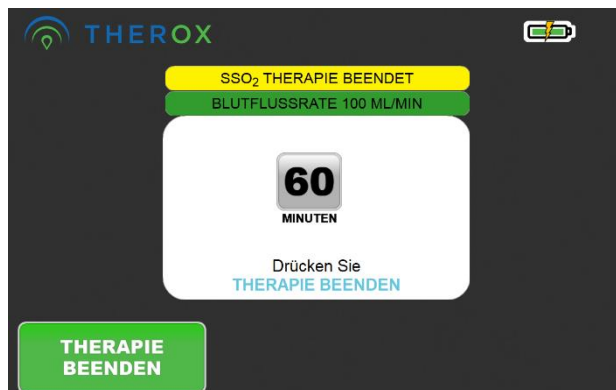 THEROX
SSO₂ THERAPIE BEENDET
BLUTFLUSSRATE 100 ML/MIN
60
MINUTEN
Drücken Sie
THERAPIE BEENDEN
THERAPIE
BEENDEN